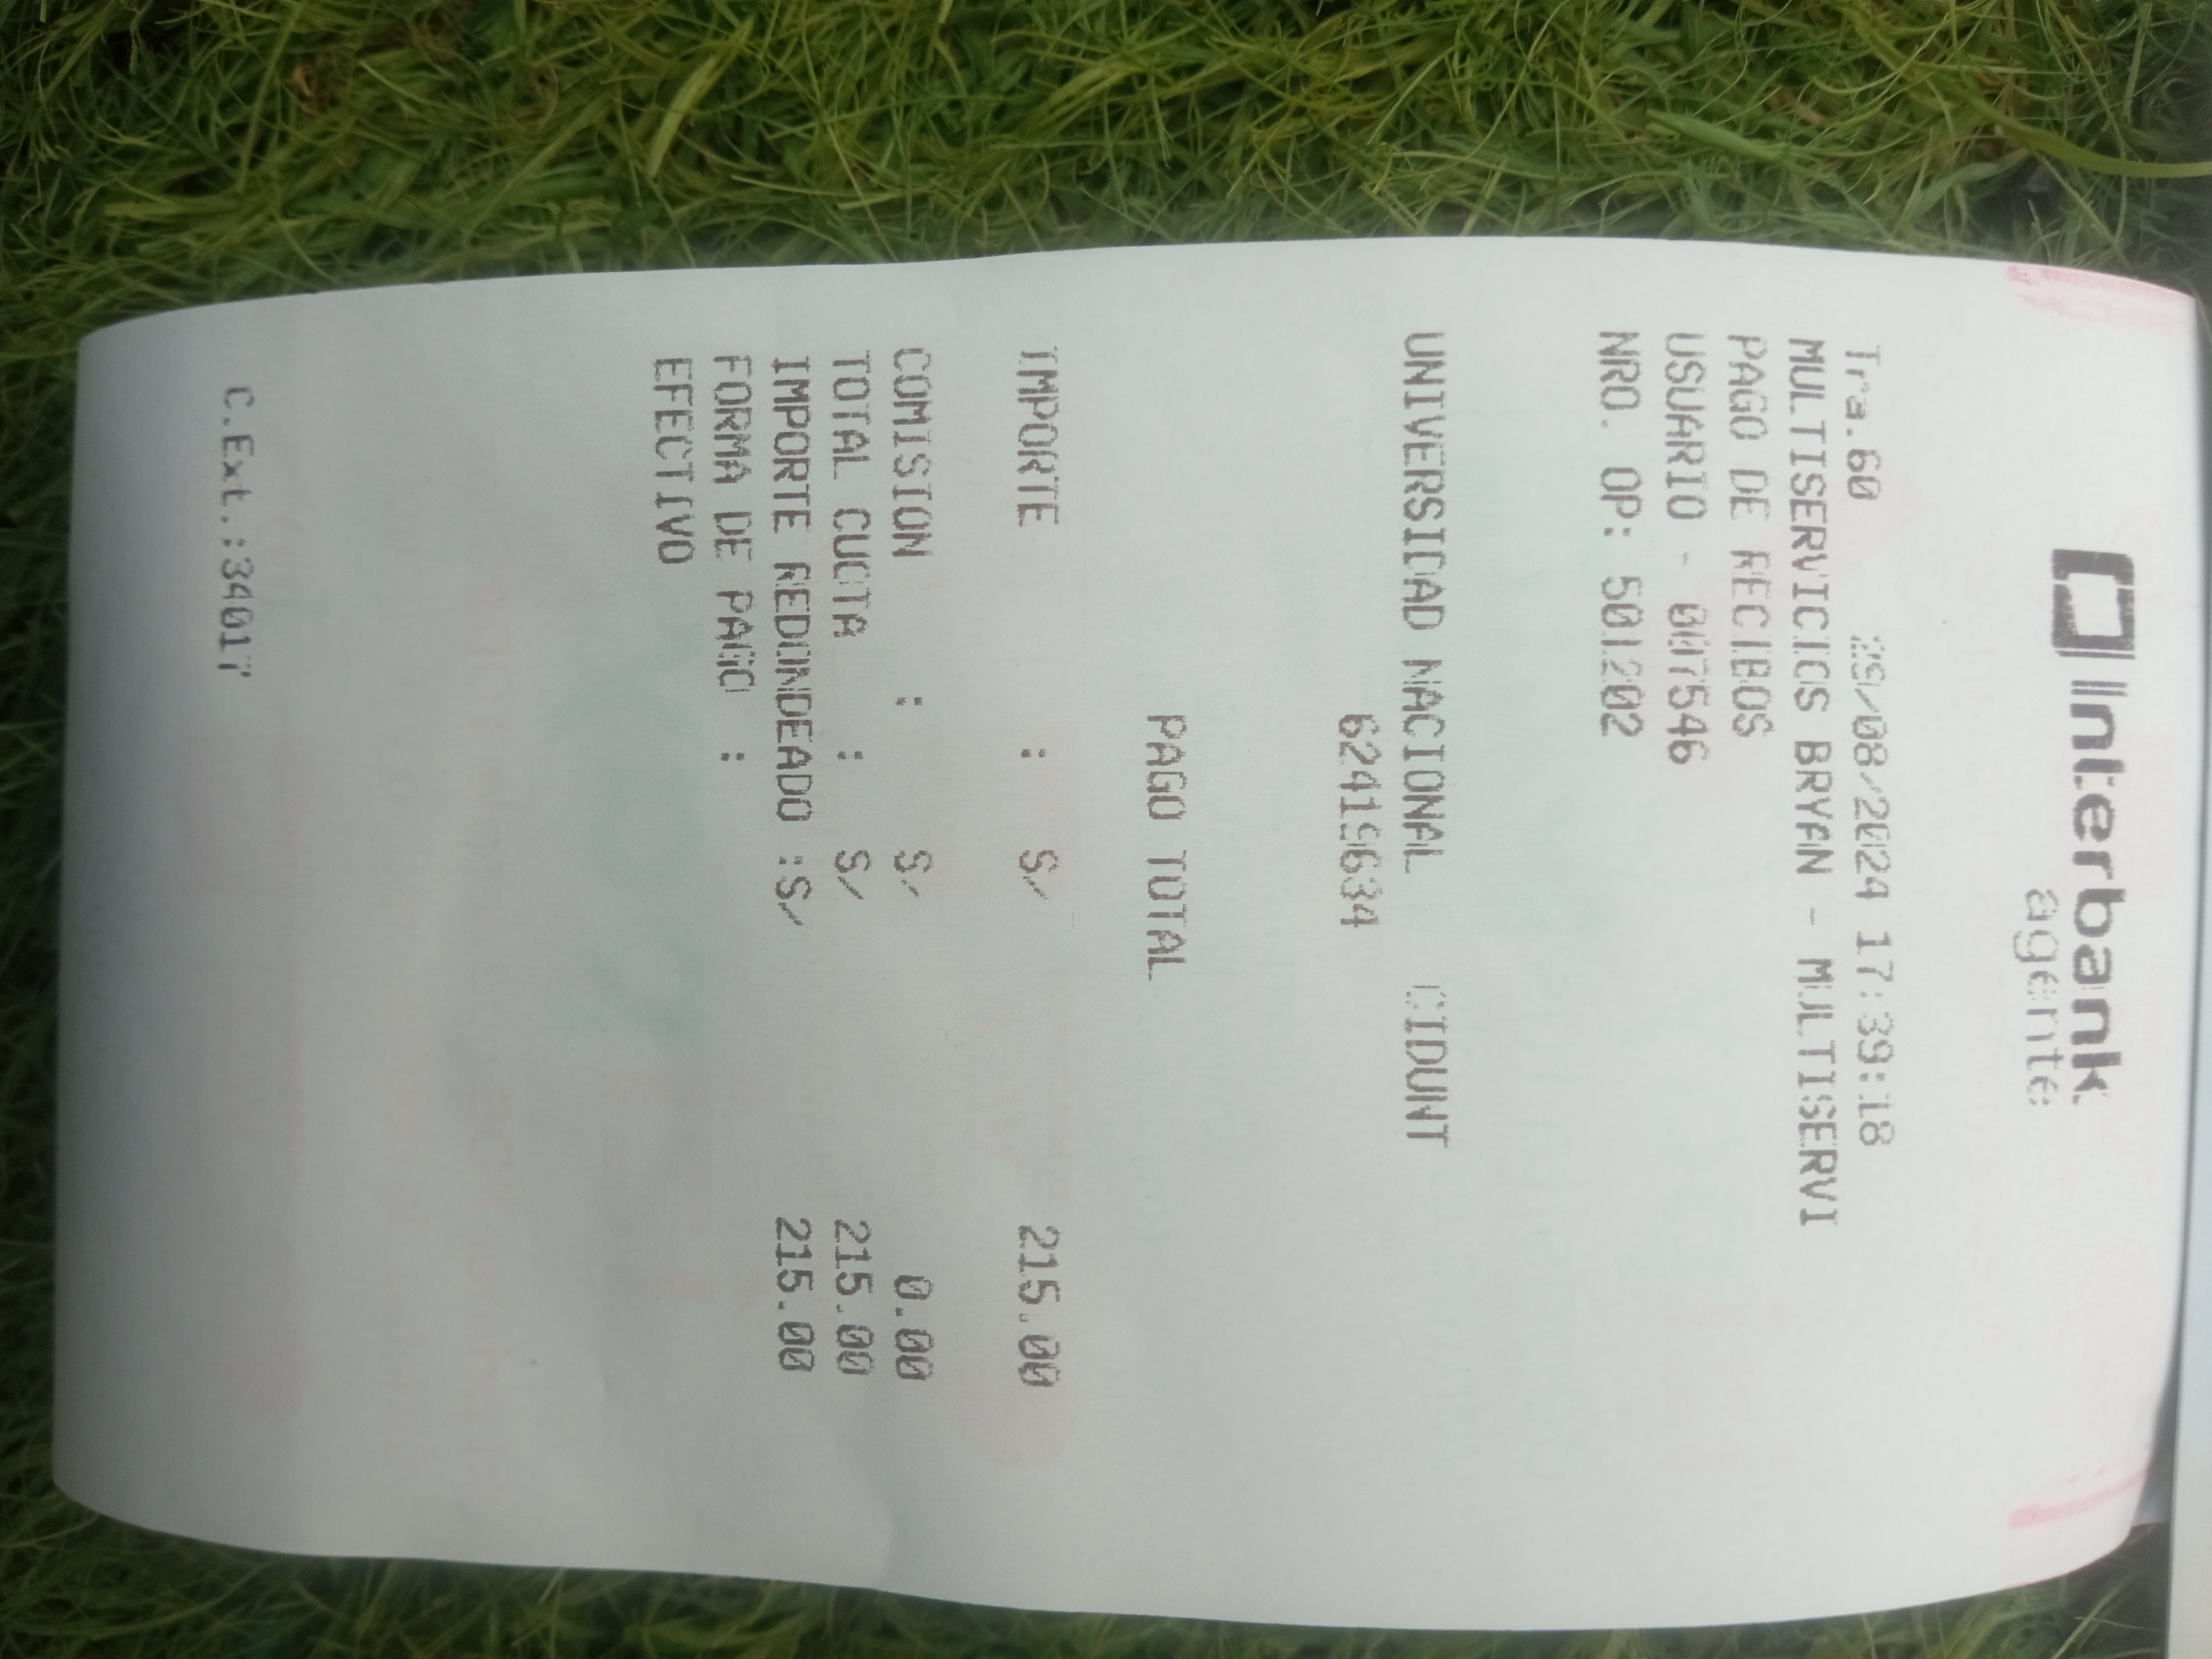 Interbank
agente
Tra.60 /08/2024 17:39:18
MULTISERVICIOS BRYAN - MULTISERVI
PAGO DE RECIBOS
USUARIO - 007546
NRO. OP: 501202
UNIVERSIDAD NACIONAL CIDUNT
62419634
PAGO TOTAL
IMPORTE : S/ 215.00
COMISION : S/ 0.00
TOTAL CUOTA : S/ 215.00
IMPORTE REDONDEADO :S/ 215.00
FORMA DE PAGO :
EFECTIVO
C.Ext.:34017